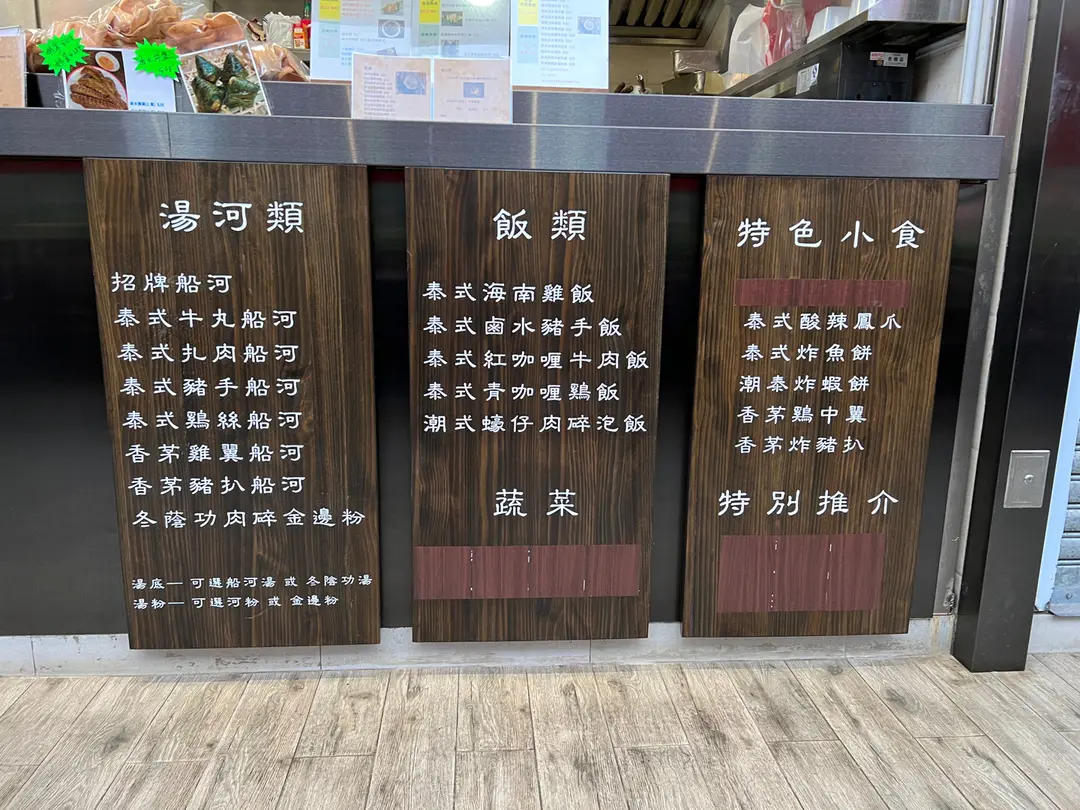 湯河類
招牌船河
泰式牛丸船河
泰式扎肉船河
泰式豬手船河
泰式鷄絲船河
香茅雞翼船河
香茅豬扒船河
冬蔭功肉碎金邊粉
湯底— 可選船河湯 或 冬陰功湯
湯粉— 可選河粉 或 金邊粉
飯類
泰式海南雞飯
泰式鹵水豬手飯
泰式紅咖喱牛肉飯
泰式青咖喱鷄飯
潮式蠔仔肉碎泡飯
蔬菜
特色小食
泰式酸辣鳳爪
泰式炸魚餅
潮泰炸蝦餅
香茅鷄中翼
香茅炸豬扒
特別推介